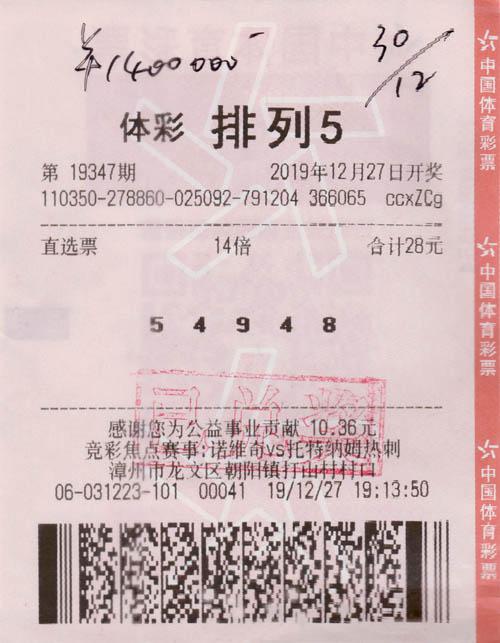 ¥1400000-
30/12
体彩 排列5
第 19347期 2019年12月27日开奖
110350-278860-025092-791204 366065 ccxZCg
直选票 14倍 合计28元
5 4 9 4 8
感谢您为公益事业贡献 10.36元
竞彩焦点赛事:诺维奇vs托特纳姆热刺
漳州市龙文区朝阳镇打山村村口
06-031223-101 00041 19/12/27 19:13:50
中国体育彩票
中国体育彩票
中国体育彩票